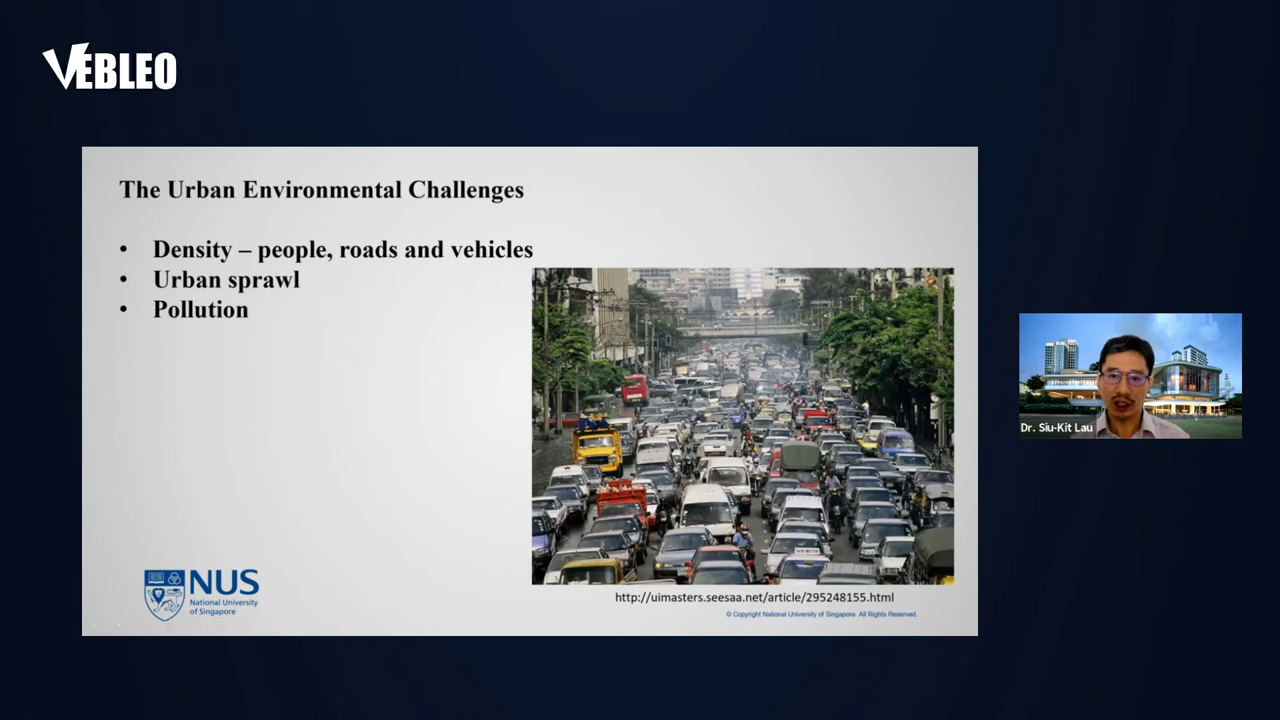 VEBLEO
The Urban Environmental Challenges
• Density – people, roads and vehicles
• Urban sprawl
• Pollution
Dr. Siu-Kit Lau
NUS
National University
of Singapore
http://uimasters.seesaa.net/article/295248155.html
© Copyright National University of Singapore. All Rights Reserved.